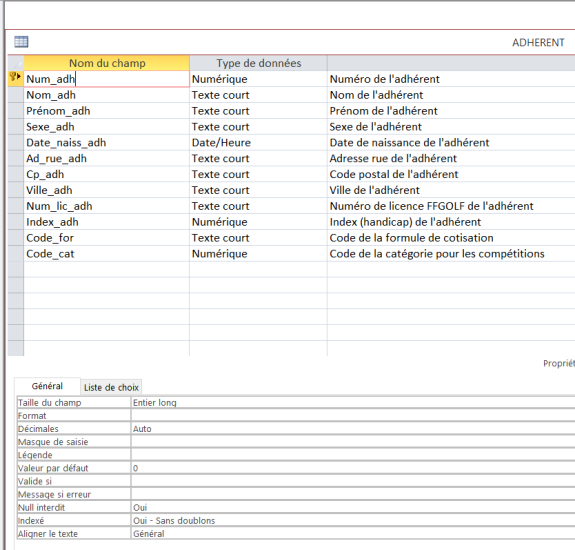 ADHERENT
Nom du champ Type de données
Num_adh Numérique Numéro de l'adhérent
Nom_adh Texte court Nom de l'adhérent
Prénom_adh Texte court Prénom de l'adhérent
Sexe_adh Texte court Sexe de l'adhérent
Date_naiss_adh Date/Heure Date de naissance de l'adhérent
Ad_rue_adh Texte court Adresse rue de l'adhérent
Cp_adh Texte court Code postal de l'adhérent
Ville_adh Texte court Ville de l'adhérent
Num_lic_adh Texte court Numéro de licence FFGOLF de l'adhérent
Index_adh Numérique Index (handicap) de l'adhérent
Code_for Texte court Code de la formule de cotisation
Code_cat Numérique Code de la catégorie pour les compétitions
Propriét
Général Liste de choix
Taille du champ Entier long
Format
Décimales Auto
Masque de saisie
Légende
Valeur par défaut 0
Valide si
Message si erreur
Null interdit Oui
Indexé Oui - Sans doublons
Aligner le texte Général